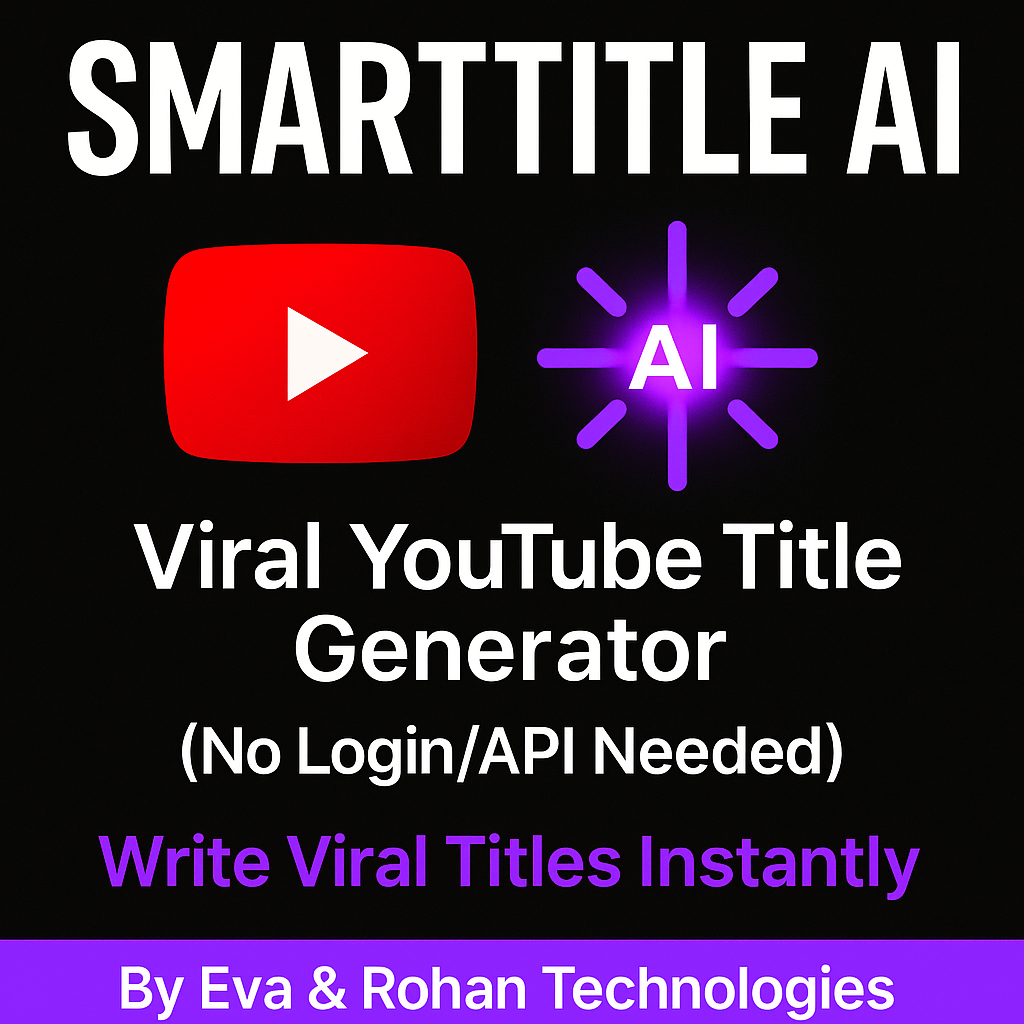 SMARTTITLE AI
AI
Viral YouTube Title
Generator
(No Login/API Needed)
Write Viral Titles Instantly
By Eva & Rohan Technologies